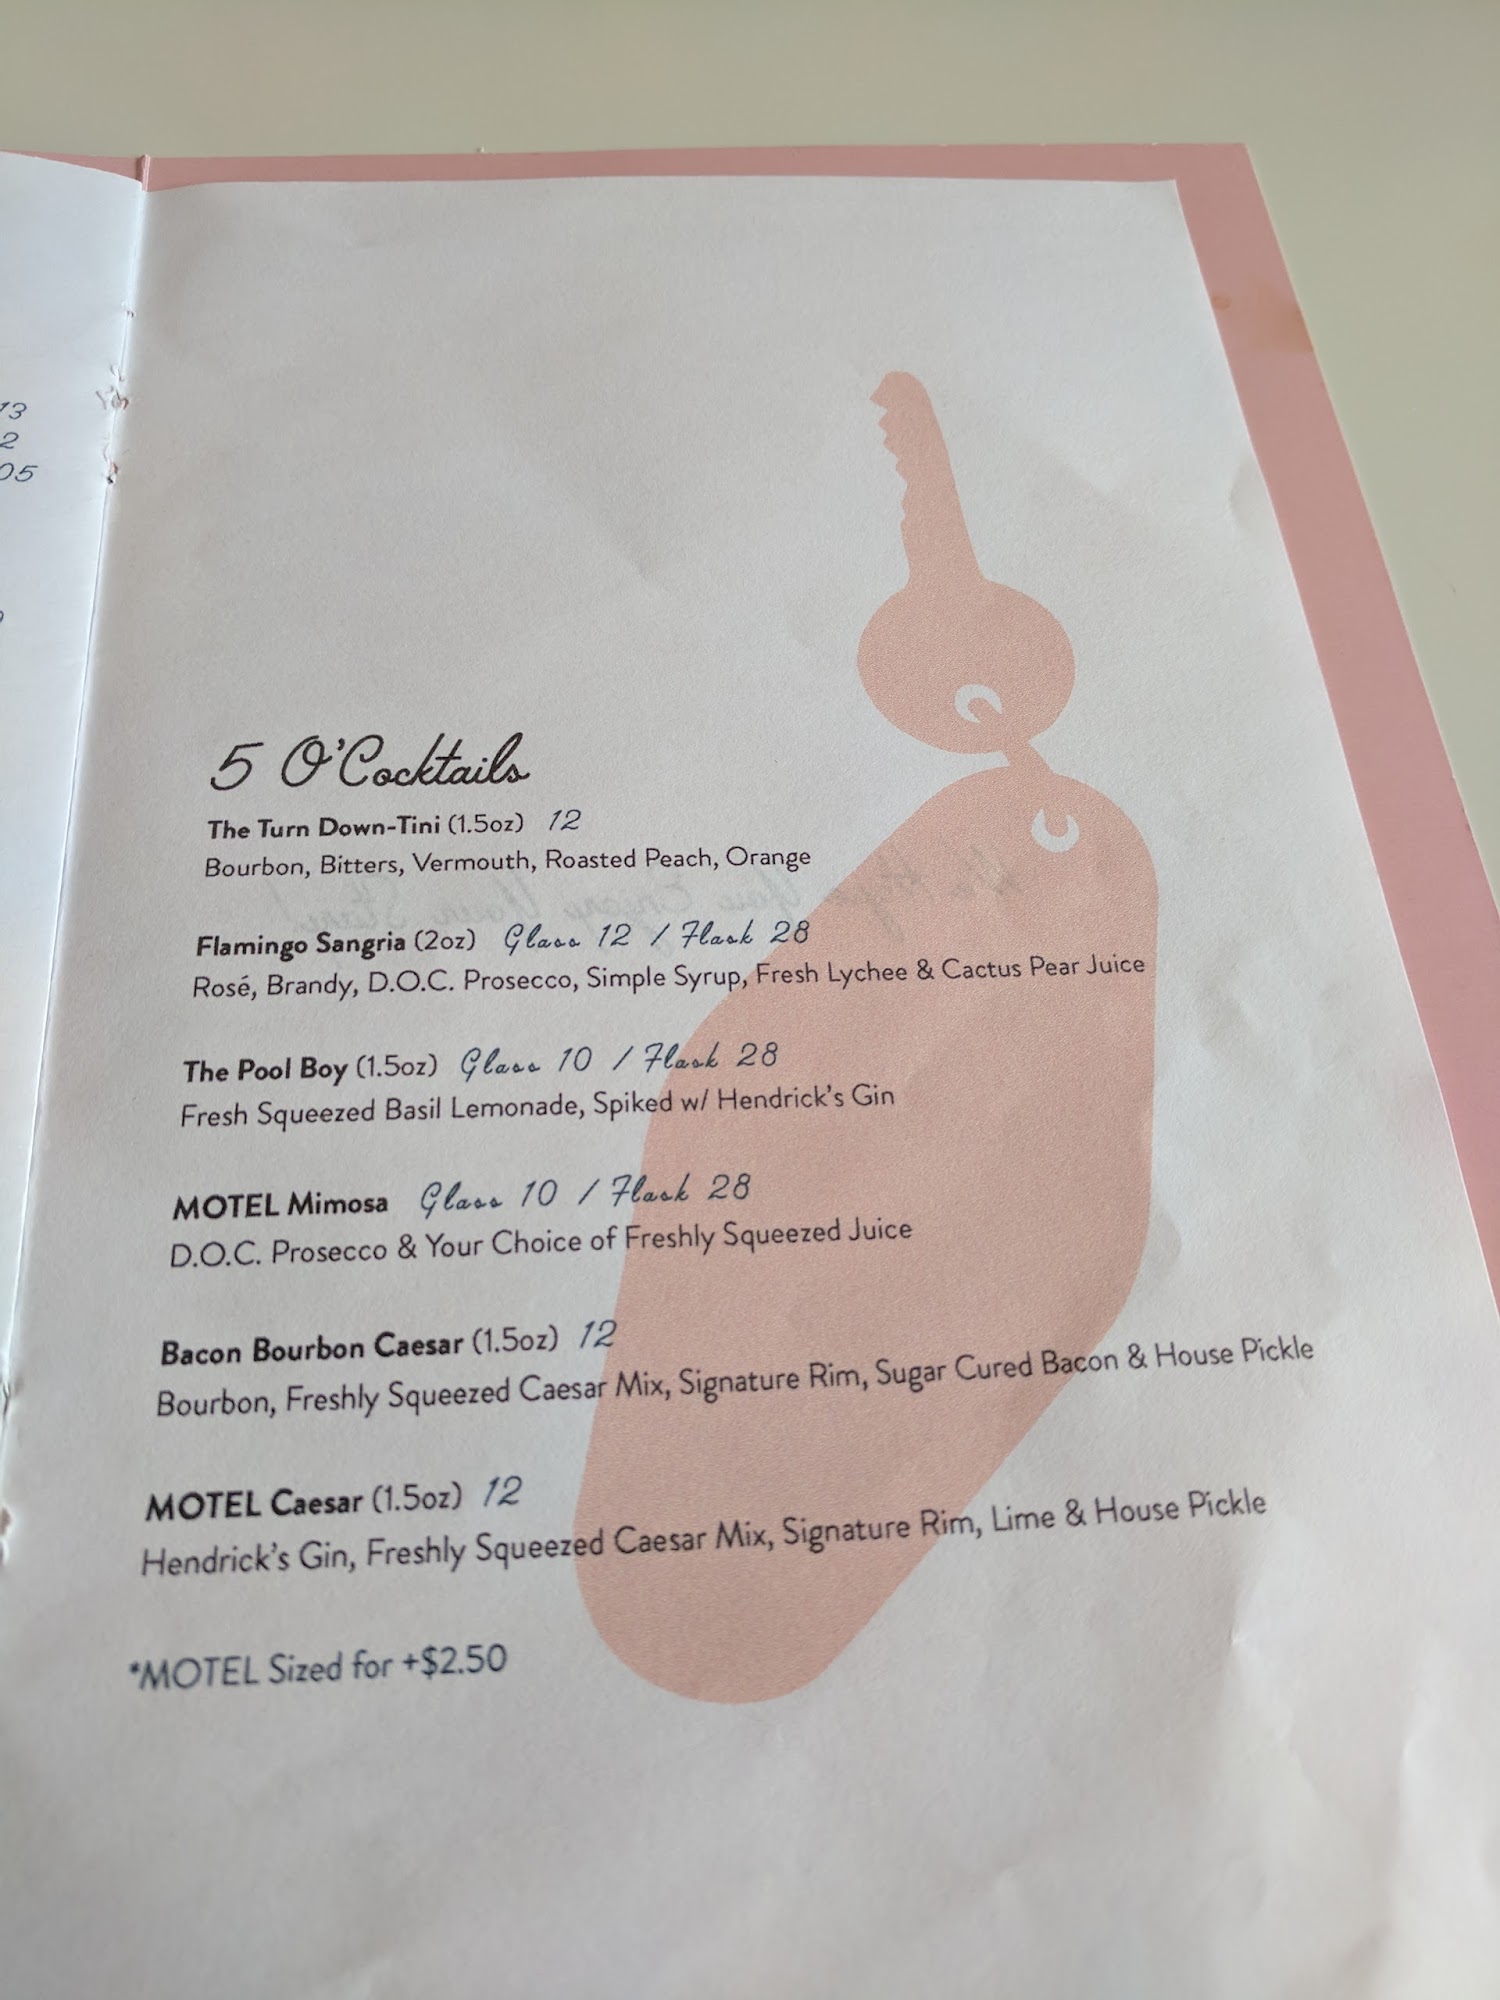 13
2
05
5 O'Cocktails
The Turn Down-Tini (1.5oz) 12
Bourbon, Bitters, Vermouth, Roasted Peach, Orange
Flamingo Sangria (2oz) Glass 12 / Flask 28
Rosé, Brandy, D.O.C. Prosecco, Simple Syrup, Fresh Lychee & Cactus Pear Juice
The Pool Boy (1.5oz) Glass 10 / Flask 28
Fresh Squeezed Basil Lemonade, Spiked w/ Hendrick's Gin
MOTEL Mimosa Glass 10 / Flask 28
D.O.C. Prosecco & Your Choice of Freshly Squeezed Juice
Bacon Bourbon Caesar (1.5oz) 12
Bourbon, Freshly Squeezed Caesar Mix, Signature Rim, Sugar Cured Bacon & House Pickle
MOTEL Caesar (1.5oz) 12
Hendrick's Gin, Freshly Squeezed Caesar Mix, Signature Rim, Lime & House Pickle
*MOTEL Sized for +$2.50